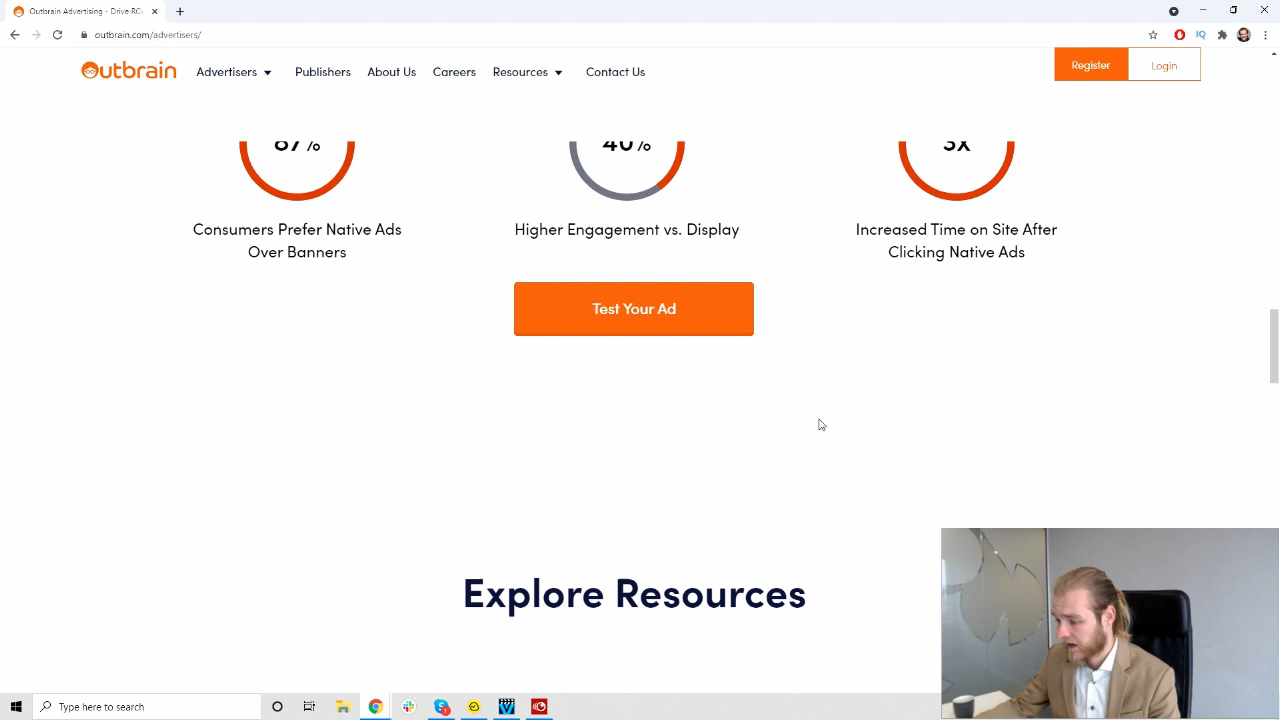 Outbrain Advertising - Drive RO
outbrain.com/advertisers/
Outbrain
Advertisers
Publishers
About Us
Careers
Resources
Contact Us
Register
Login
40%
3X
Consumers Prefer Native Ads
Over Banners
Higher Engagement vs. Display
Increased Time on Site After
Clicking Native Ads
Test Your Ad
Explore Resources
Type here to search